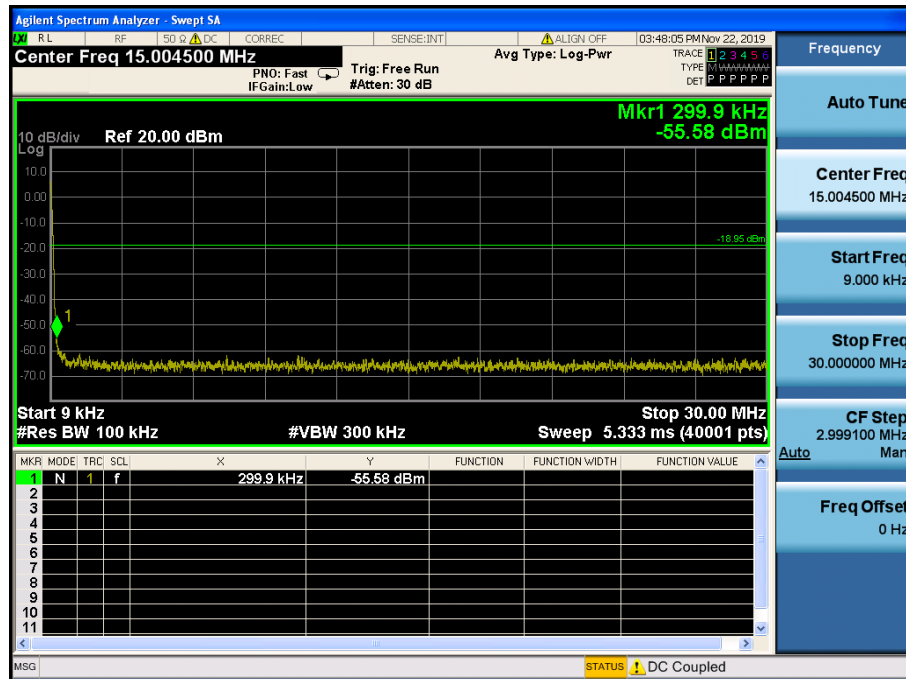 Agilent Spectrum Analyzer - Swept SA
LXI RL RF 50 Ω DC CORREC SENSE:INT ALIGN OFF 03:48:05 PM Nov 22, 2019
Center Freq 15.004500 MHz
PNO: Fast
IFGain:Low
Trig: Free Run
#Atten: 30 dB
Avg Type: Log-Pwr
TRACE 1 2 3 4 5 6
TYPE M
DET P P P P P P
Mkr1 299.9 kHz
-55.58 dBm
10 dB/div Ref 20.00 dBm
Log
10.0
0.00
-10.0
-20.0
-30.0
-40.0
-50.0
-60.0
-70.0
-18.95 dBm
1
Start 9 kHz Stop 30.00 MHz
#Res BW 100 kHz #VBW 300 kHz Sweep 5.333 ms (40001 pts)
MKR MODE TRC SCL X Y FUNCTION FUNCTION WIDTH FUNCTION VALUE
1 N 1 f 299.9 kHz -55.58 dBm
2
3
4
5
6
7
8
9
10
11
MSG STATUS DC Coupled
Frequency
Auto Tune
Center Freq
15.004500 MHz
Start Freq
9.000 kHz
Stop Freq
30.000000 MHz
CF Step
2.999100 MHz
Auto Man
Freq Offset
0 Hz